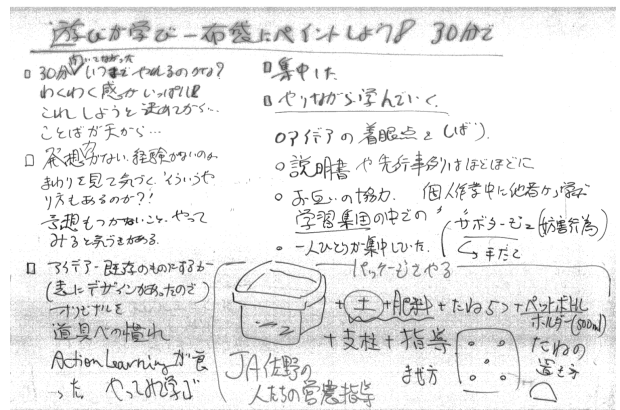 遊びか学び－布袋にペイントしよう8 30分で
30分 いつまでやれるのかな?
わくわく感がいっぱい
これしようと決めてから…
ことばが天から…
発想がない、経験がないのか
まわりを見て気づく。そういうや
り方もあるのか?!
予想もつかないこと、やって
みると気づきがある。
アイデアー既存のものにするか
(表にデザインがあったので)
オリジナルを
道具への慣れ
Action Learningが良
った。やってみて学ぶ
集中した
やりながら学んでいく。
○アイデアの着眼点を(しぼ)。
○説明書や先行事例はほどほどに
○お互いの協力。個人作業中に他者から学ぶ
学習集団の中での
“サボタージュ”(妨害行為)
→手だて
○一人ひとりが集中していた。
パッケージでやる
+土+肥料+たね5つ+ペットボトル
ホルダー(500ml)
+支柱+指導
まき方
たねの
置き方
JA佐野の
人たちの営農指導